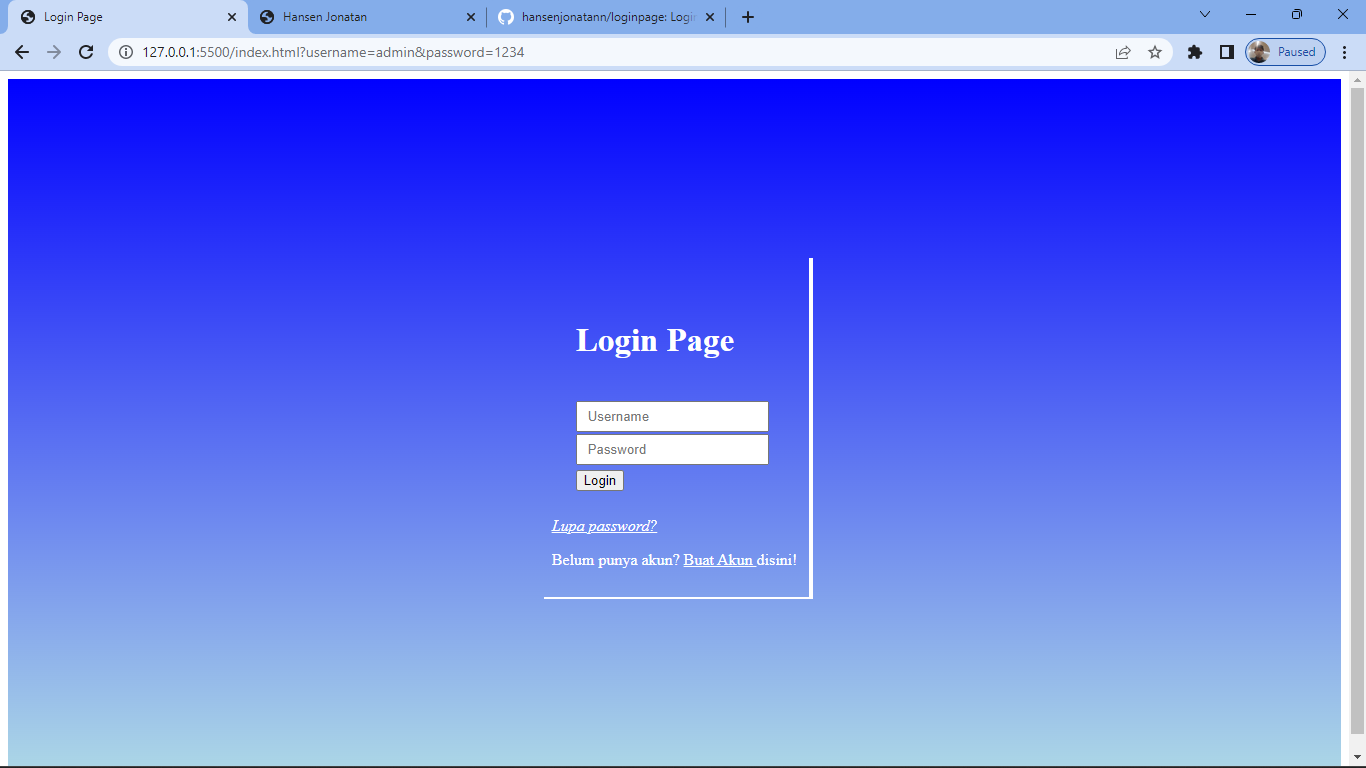 Login Page
Hansen Jonatan
hansenjonatann/loginpage: Login
127.0.0.1:5500/index.html?username=admin&password=1234
Paused
Login Page
Username
Password
Login
Lupa password?
Belum punya akun? Buat Akun disini!